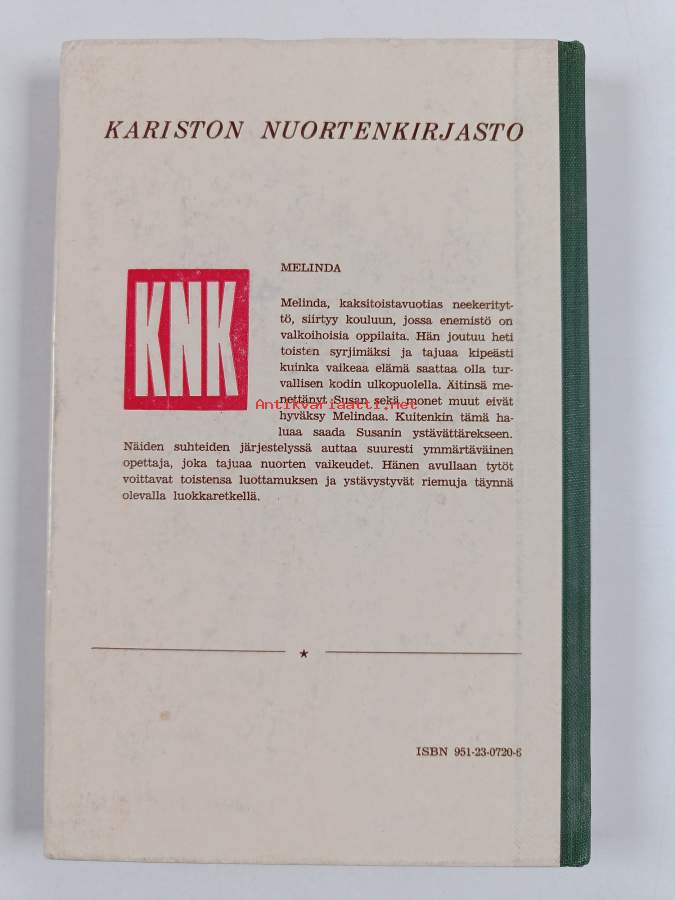 KARISTON NUORTENKIRJASTO
KNK
MELINDA
Melinda, kaksitoistavuotias neekerityt-
tö, siirtyy kouluun, jossa enemistö on
valkoihoisia oppilaita. Hän joutuu heti
toisten syrjimäksi ja tajuaa kipeästi
kuinka vaikeaa elämä saattaa olla tur-
vallisen kodin ulkopuolella. Äitinsä me-
nettänyt Susan sekä monet muut eivät
Antikvariaatti.net
hyväksy Melindaa. Kuitenkin tämä ha-
luaa saada Susanin ystävättärekseen.
Näiden suhteiden järjestelyssä auttaa suuresti ymmärtäväinen
opettaja, joka tajuaa nuorten vaikeudet. Hänen avullaan tytöt
voittavat toistensa luottamuksen ja ystävystyvät riemuja täynnä
olevalla luokkaretkellä.
ISBN 951-23-0720-6